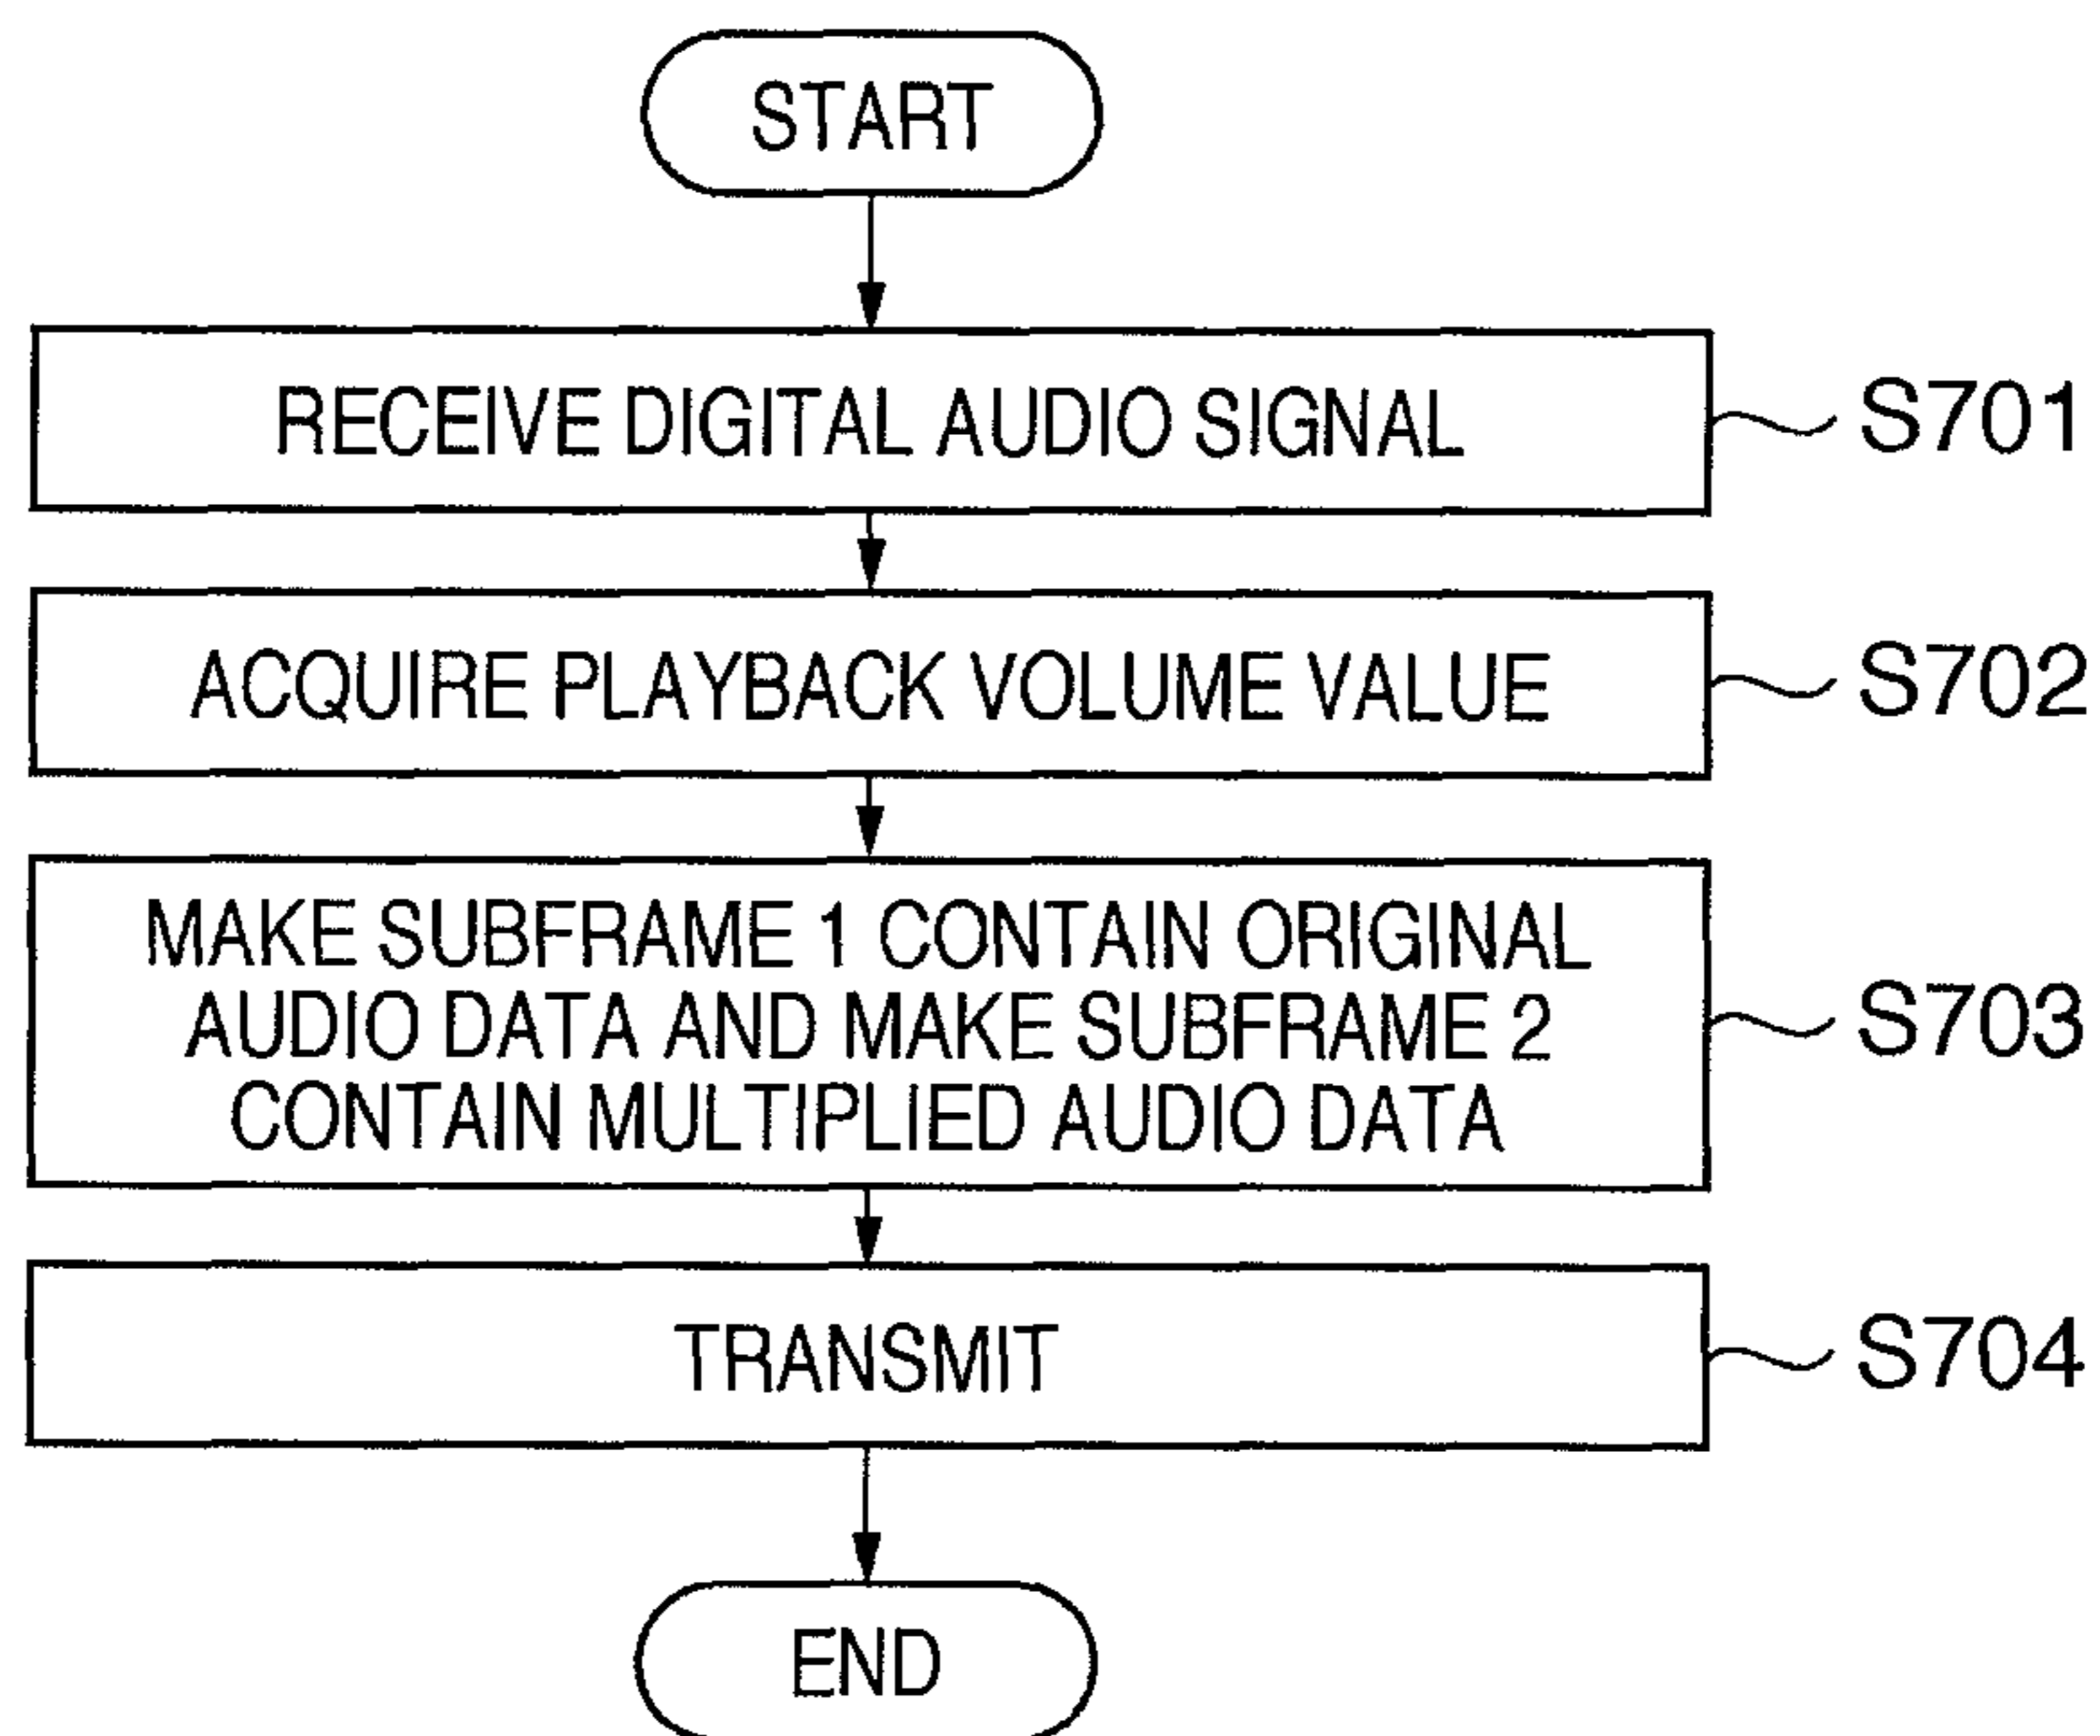 START
RECEIVE DIGITAL AUDIO SIGNAL
S701
ACQUIRE PLAYBACK VOLUME VALUE
S702
MAKE SUBFRAME 1 CONTAIN ORIGINAL
AUDIO DATA AND MAKE SUBFRAME 2
CONTAIN MULTIPLIED AUDIO DATA
S703
TRANSMIT
S704
END